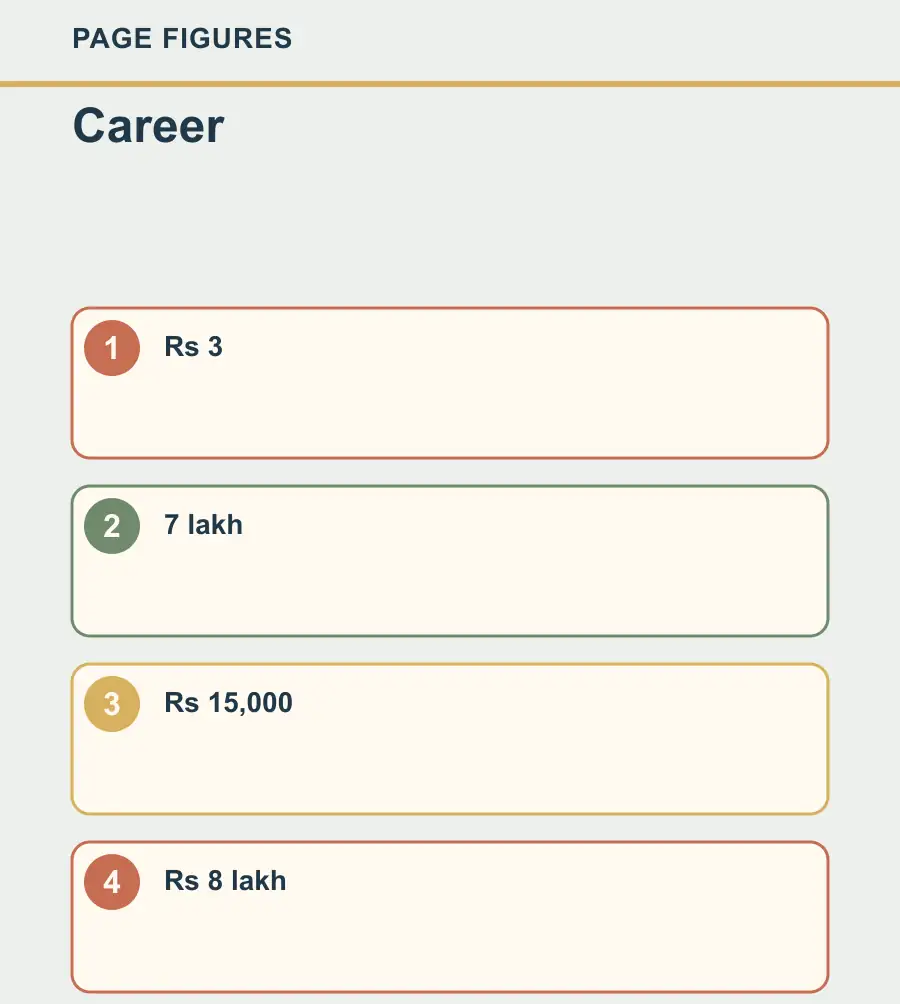 PAGE FIGURES
Career
1 Rs 3
2 7 lakh
3 Rs 15,000
4 Rs 8 lakh